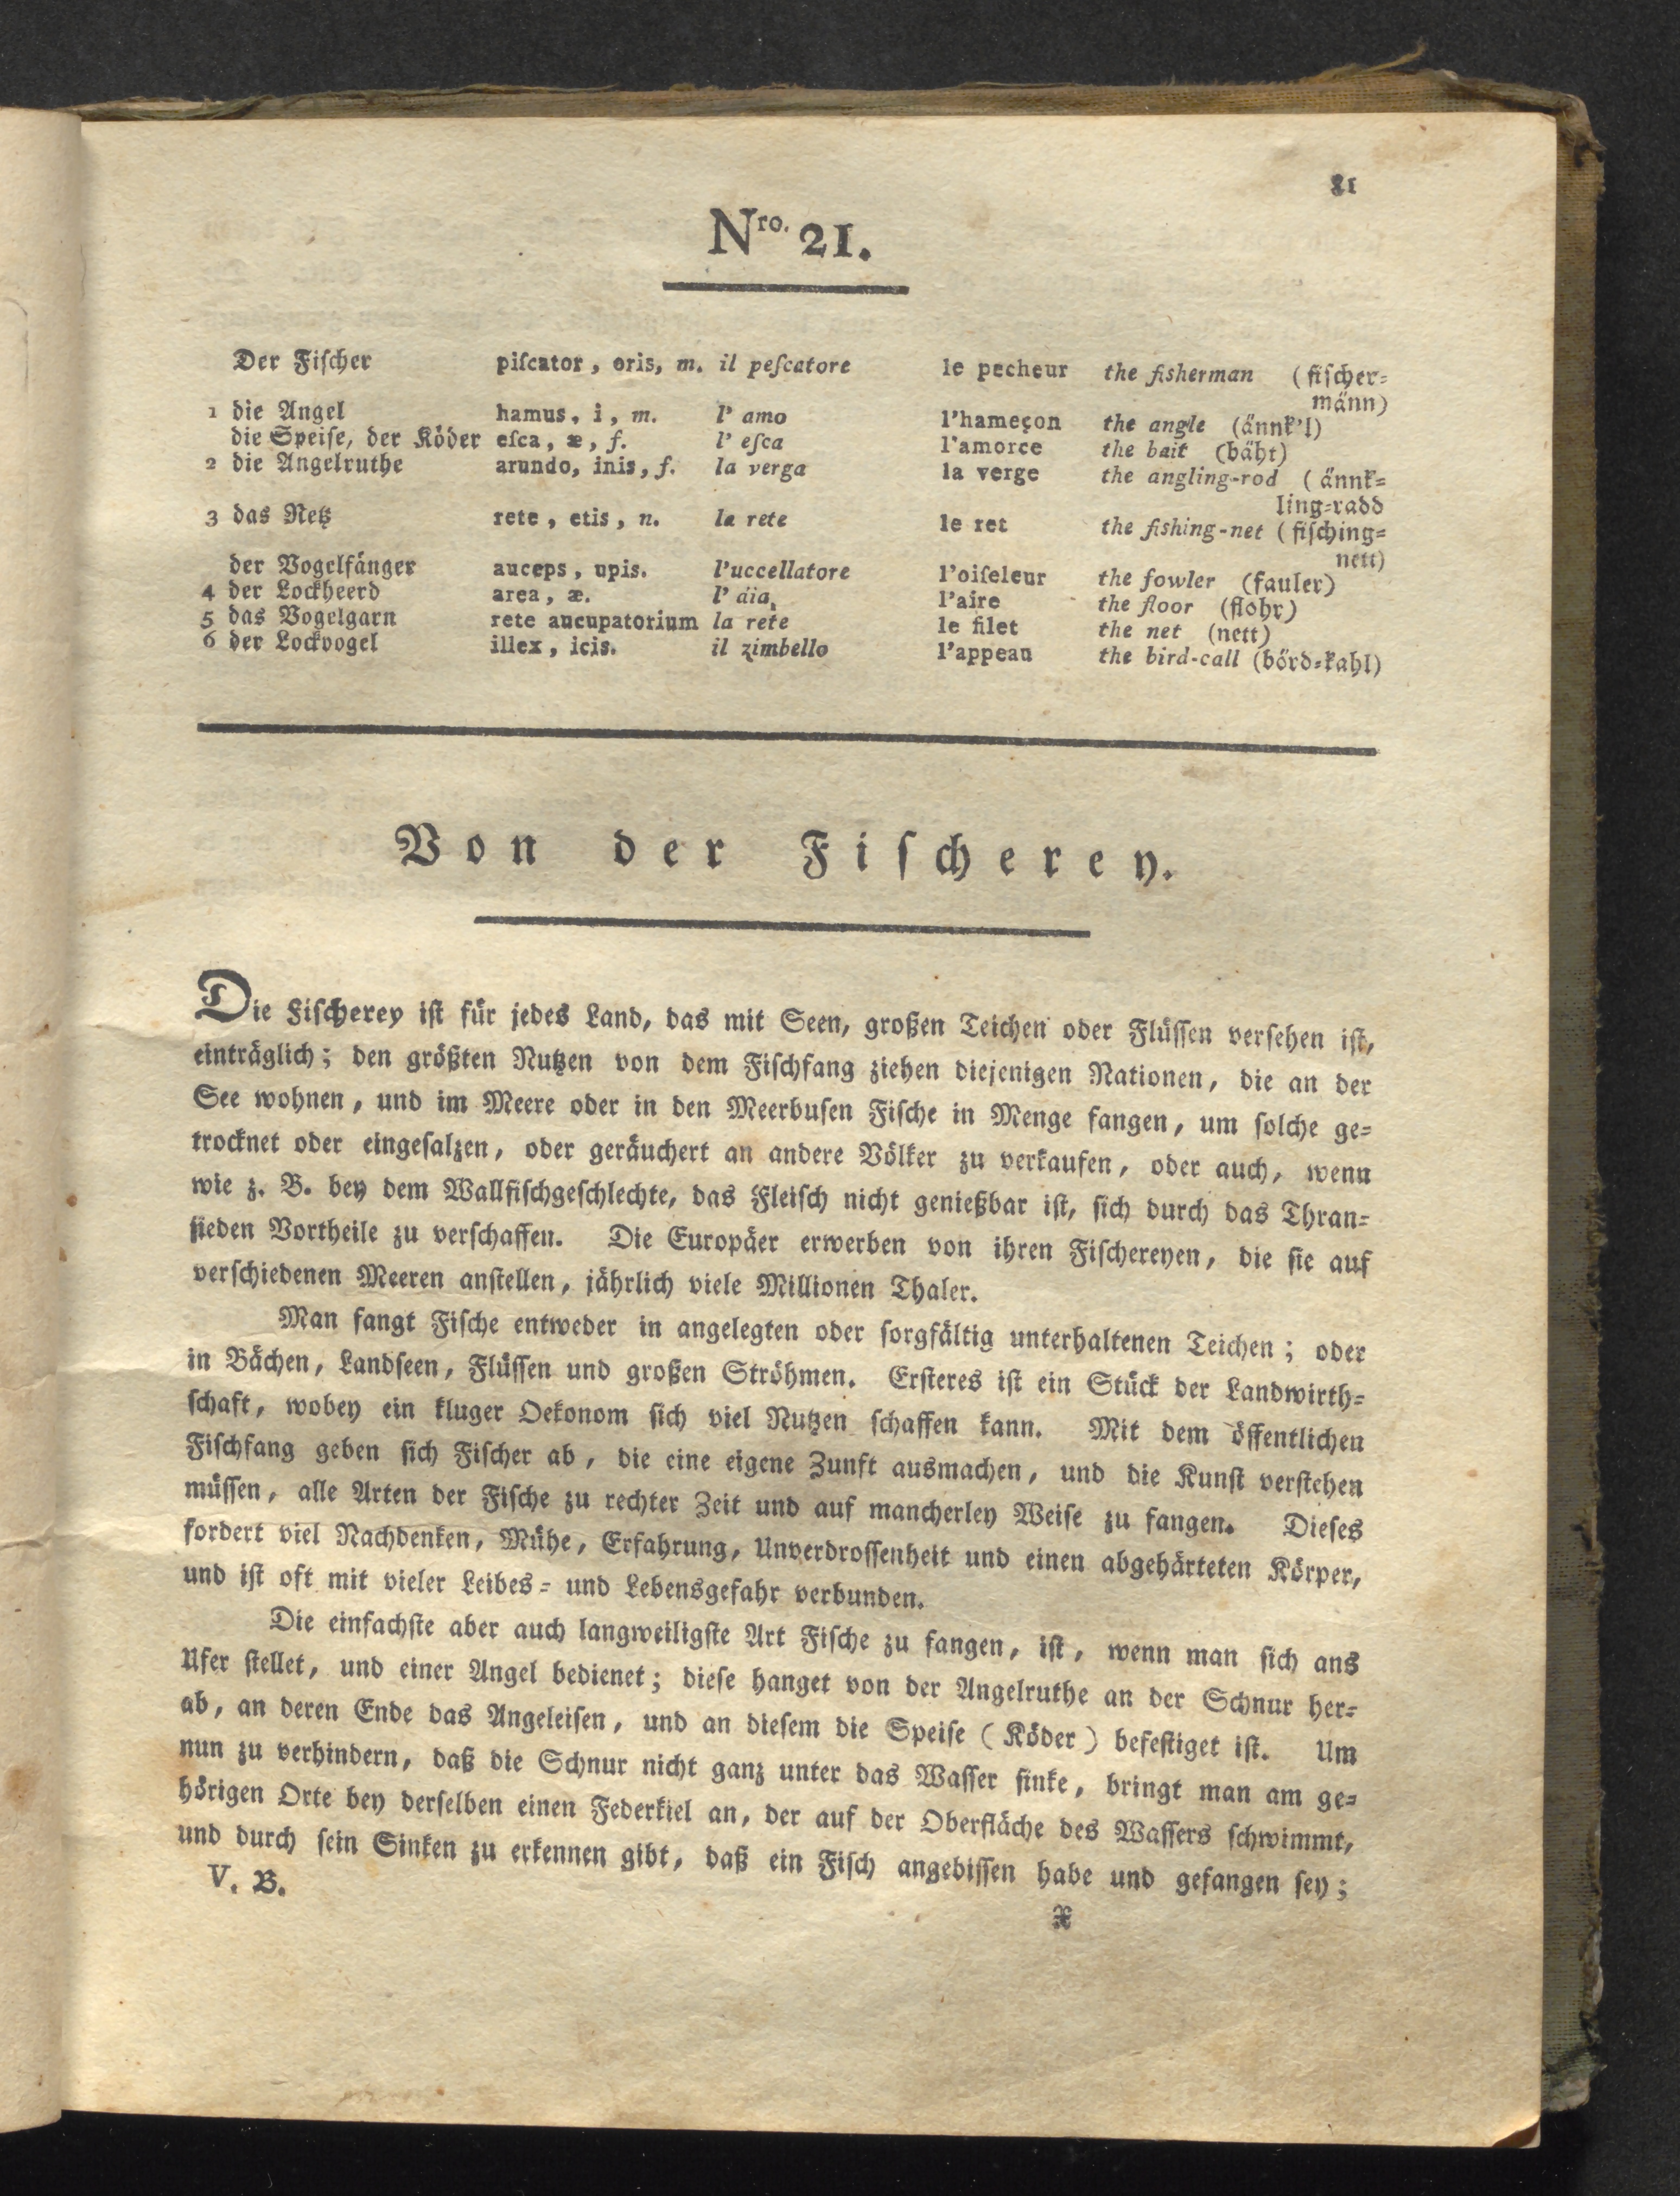 81
Nro. 21.
Der Fiſcher piſcator, oris, m. il peſcatore le pecheur the fisherman (fiſcher=
männ)
1 die Angel hamus, i, m. l' amo l'hameçon the angle (ännk'l)
die Speiſe, der Köder eſca, æ, f. l' eſca l'amorce the bait (bäht)
2 die Angelruthe arundo, inis, f. la verga la verge the angling-rod (ännk=
ling=radd
3 das Netz rete, etis, n. la rete le ret the fishing-net (fiſching=
nett)
der Vogelfänger auceps, upis. l'uccellatore l'oiſeleur the fowler (fauler)
4 der Lockheerd area, æ. l' áia, l'aire the floor (flohr)
5 das Vogelgarn rete aucupatorium la rete le filet the net (nett)
6 der Lockvogel illex, icis. il zimbello l'appeau the bird-call (börd=kahl)
Von der Fiſcherey.
Die Fiſcherey iſt für jedes Land, das mit Seen, großen Teichen oder Flüſſen verſehen iſt,
einträglich; den größten Nutzen von dem Fiſchfang ziehen diejenigen Nationen, die an der
See wohnen, und im Meere oder in den Meerbuſen Fiſche in Menge fangen, um ſolche ge=
trocknet oder eingeſalzen, oder geräuchert an andere Völker zu verkaufen, oder auch, wenn
wie z. B. bey dem Wallfiſchgeſchlechte, das Fleiſch nicht genießbar iſt, ſich durch das Thran=
ſieden Vortheile zu verſchaffen. Die Europäer erwerben von ihren Fiſchereyen, die ſie auf
verſchiedenen Meeren anſtellen, jährlich viele Millionen Thaler.
Man fangt Fiſche entweder in angelegten oder ſorgfältig unterhaltenen Teichen; oder
in Bächen, Landſeen, Flüſſen und großen Ströhmen. Erſteres iſt ein Stück der Landwirth=
ſchaft, wobey ein kluger Oekonom ſich viel Nutzen ſchaffen kann. Mit dem öffentlichen
Fiſchfang geben ſich Fiſcher ab, die eine eigene Zunft ausmachen, und die Kunſt verſtehen
müſſen, alle Arten der Fiſche zu rechter Zeit und auf mancherley Weiſe zu fangen. Dieſes
fordert viel Nachdenken, Mühe, Erfahrung, Unverdroſſenheit und einen abgehärteten Körper,
und iſt oft mit vieler Leibes= und Lebensgefahr verbunden.
Die einfachſte aber auch langweiligſte Art Fiſche zu fangen, iſt, wenn man ſich ans
Ufer ſtellet, und einer Angel bedienet; dieſe hanget von der Angelruthe an der Schnur her=
ab, an deren Ende das Angeleiſen, und an dieſem die Speiſe (Köder) befeſtiget iſt. Um
nun zu verhindern, daß die Schnur nicht ganz unter das Waſſer ſinke, bringt man am ge=
hörigen Orte bey derſelben einen Federkiel an, der auf der Oberfläche des Waſſers ſchwimmt,
und durch ſein Sinken zu erkennen gibt, daß ein Fiſch angebiſſen habe und gefangen ſey;
V. B.
X